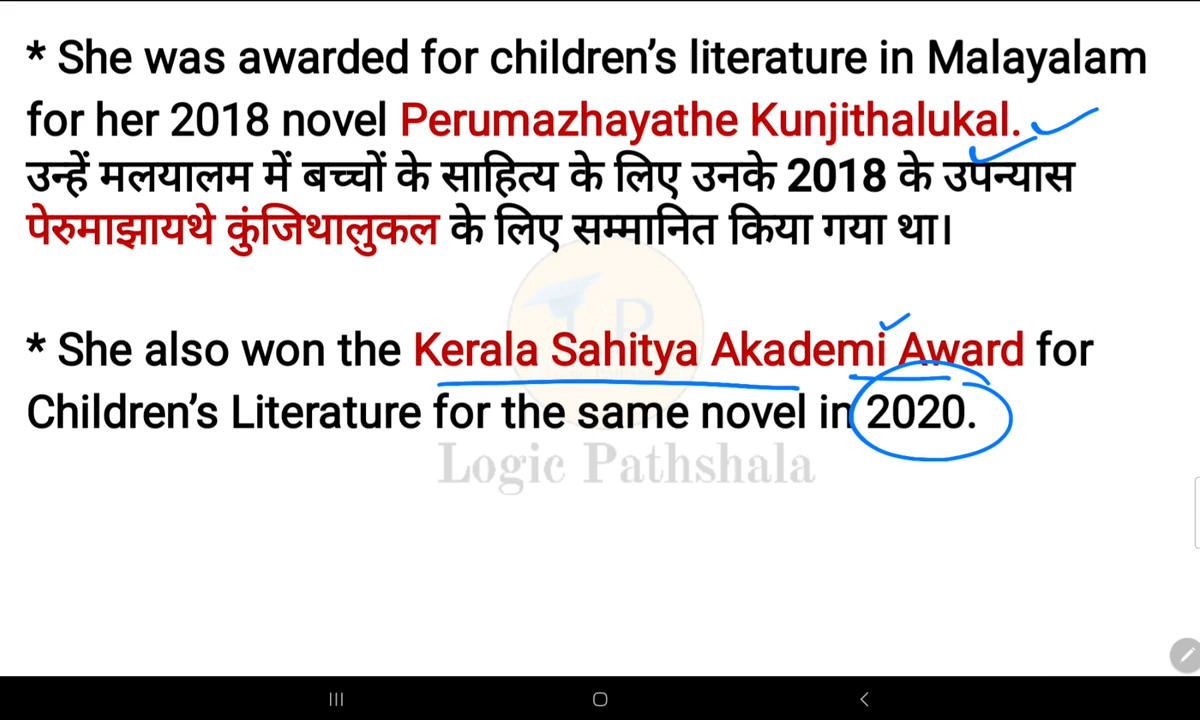 * She was awarded for children’s literature in Malayalam
for her 2018 novel Perumazhayathe Kunjithalukal.
उन्हें मलयालम में बच्चों के साहित्य के लिए उनके 2018 के उपन्यास
पेरुमाझायथे कुंजिथालुकल के लिए सम्मानित किया गया था।
* She also won the Kerala Sahitya Akademi Award for
Children’s Literature for the same novel in 2020.
Logic Pathshala